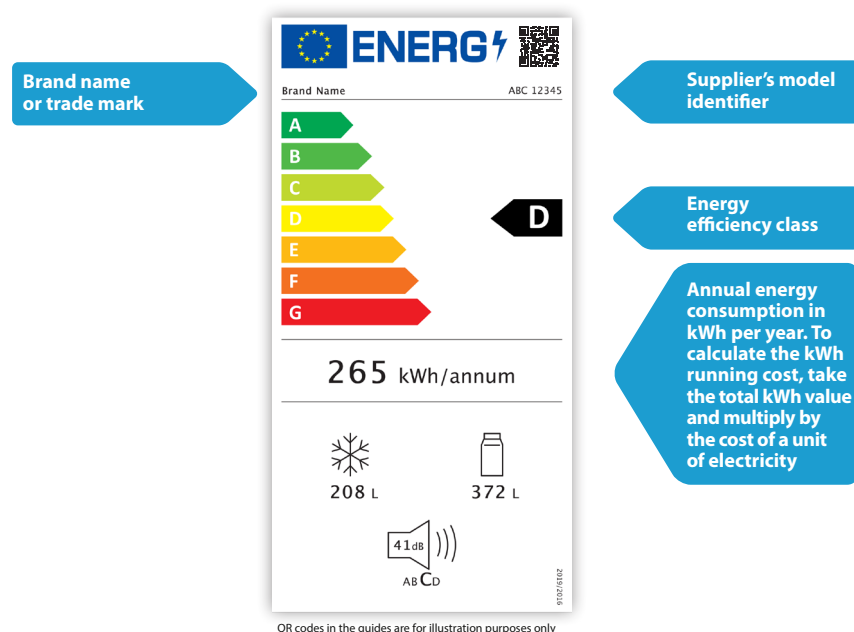 ENERG
Brand name
or trade mark
Brand Name
ABC 12345
Supplier's model
identifier
A
B
C
D
E
F
G
D
Energy
efficiency class
265 kWh/annum
Annual energy
consumption in
kWh per year. To
calculate the kWh
running cost, take
the total kWh value
and multiply by
the cost of a unit
of electricity
208 L
372 L
41dB
ABCD
2019/2016
QR codes in the guides are for illustration purposes only